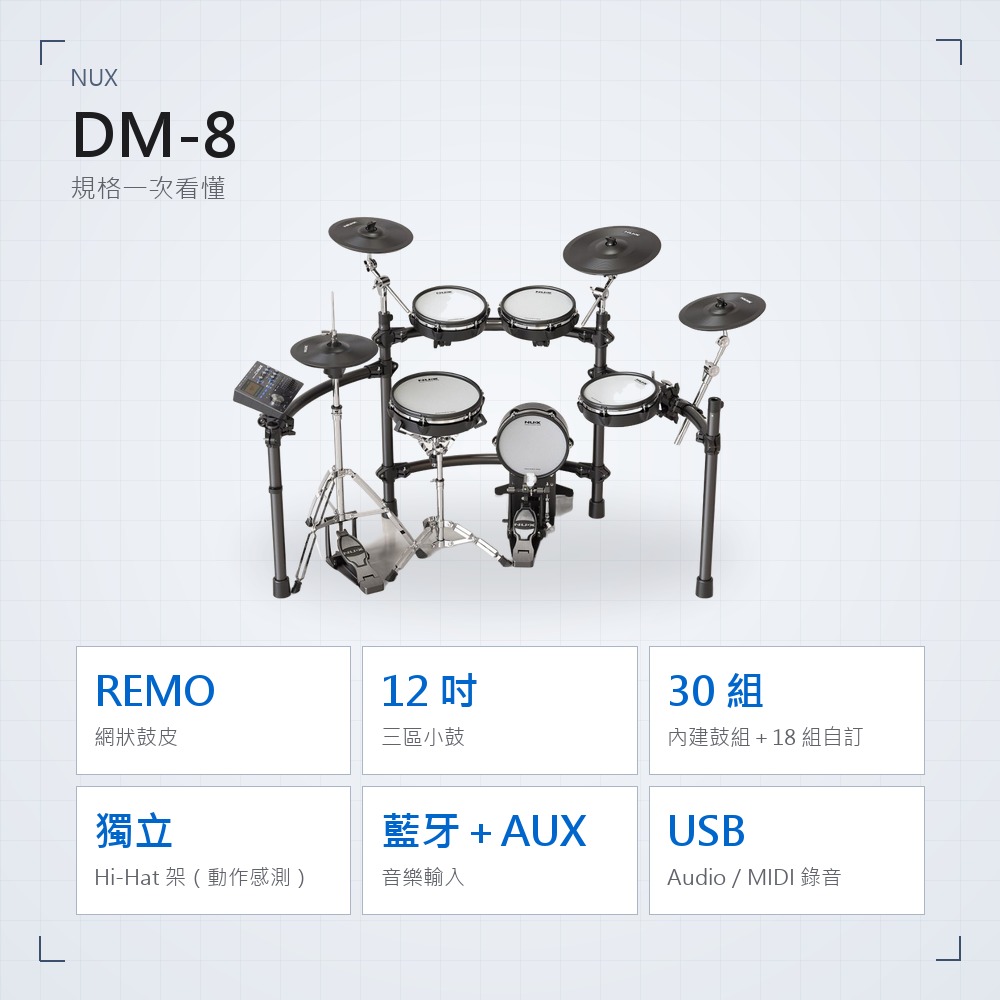 NUX
DM-8
規格一次看懂
REMO
網狀鼓皮
12 吋
三區小鼓
30 組
內建鼓組 + 18 組自訂
獨立
Hi-Hat 架（動作感測）
藍牙 + AUX
音樂輸入
USB
Audio / MIDI 錄音